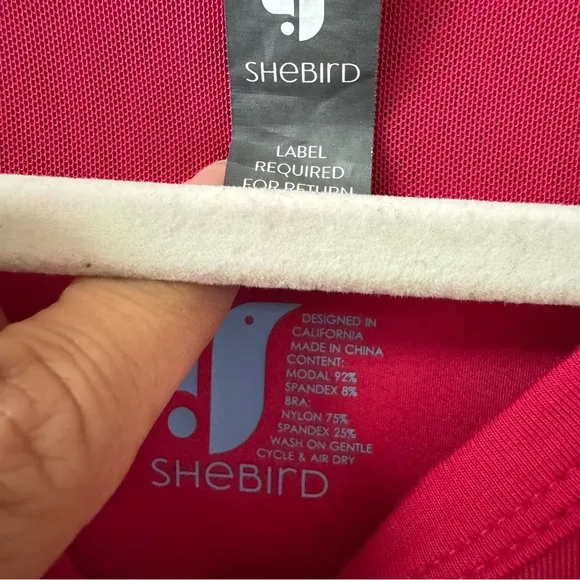 SHeBIrD
LABEL
REQUIRED
FOR RETURN
DESIGNED IN
CALIFORNIA
MADE IN CHINA
CONTENT:
MODAL 92%
SPANDEX 8%
BRA:
NYLON 75%
SPANDEX 25%
WASH ON GENTLE
CYCLE & AIR DRY
SHeBIrD